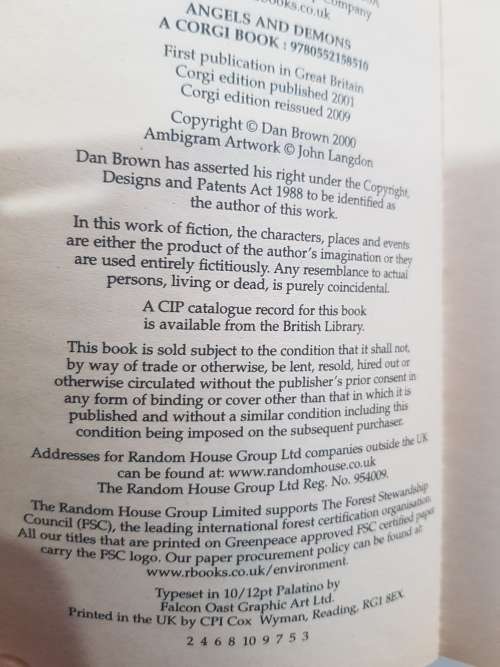 Company
books.co.uk
ANGELS AND DEMONS
A CORGI BOOK : 9780552158510
First publication in Great Britain
Corgi edition published 2001
Corgi edition reissued 2009
Copyright © Dan Brown 2000
Ambigram Artwork © John Langdon
Dan Brown has asserted his right under the Copyright,
Designs and Patents Act 1988 to be identified as
the author of this work.
In this work of fiction, the characters, places and events
are either the product of the author's imagination or they
are used entirely fictitiously. Any resemblance to actual
persons, living or dead, is purely coincidental.
A CIP catalogue record for this book
is available from the British Library.
This book is sold subject to the condition that it shall not,
by way of trade or otherwise, be lent, resold, hired out or
otherwise circulated without the publisher's prior consent in
any form of binding or cover other than that in which it is
published and without a similar condition including this
condition being imposed on the subsequent purchaser.
Addresses for Random House Group Ltd companies outside the UK
can be found at: www.randomhouse.co.uk
The Random House Group Ltd Reg. No. 954009.
The Random House Group Limited supports The Forest Stewardship
Council (FSC), the leading international forest certification organisation.
All our titles that are printed on Greenpeace approved FSC certified paper
carry the FSC logo. Our paper procurement policy can be found at:
www.rbooks.co.uk/environment.
Typeset in 10/12pt Palatino by
Falcon Oast Graphic Art Ltd.
Printed in the UK by CPI Cox Wyman, Reading, RG1 8EX.
2 4 6 8 10 9 7 5 3